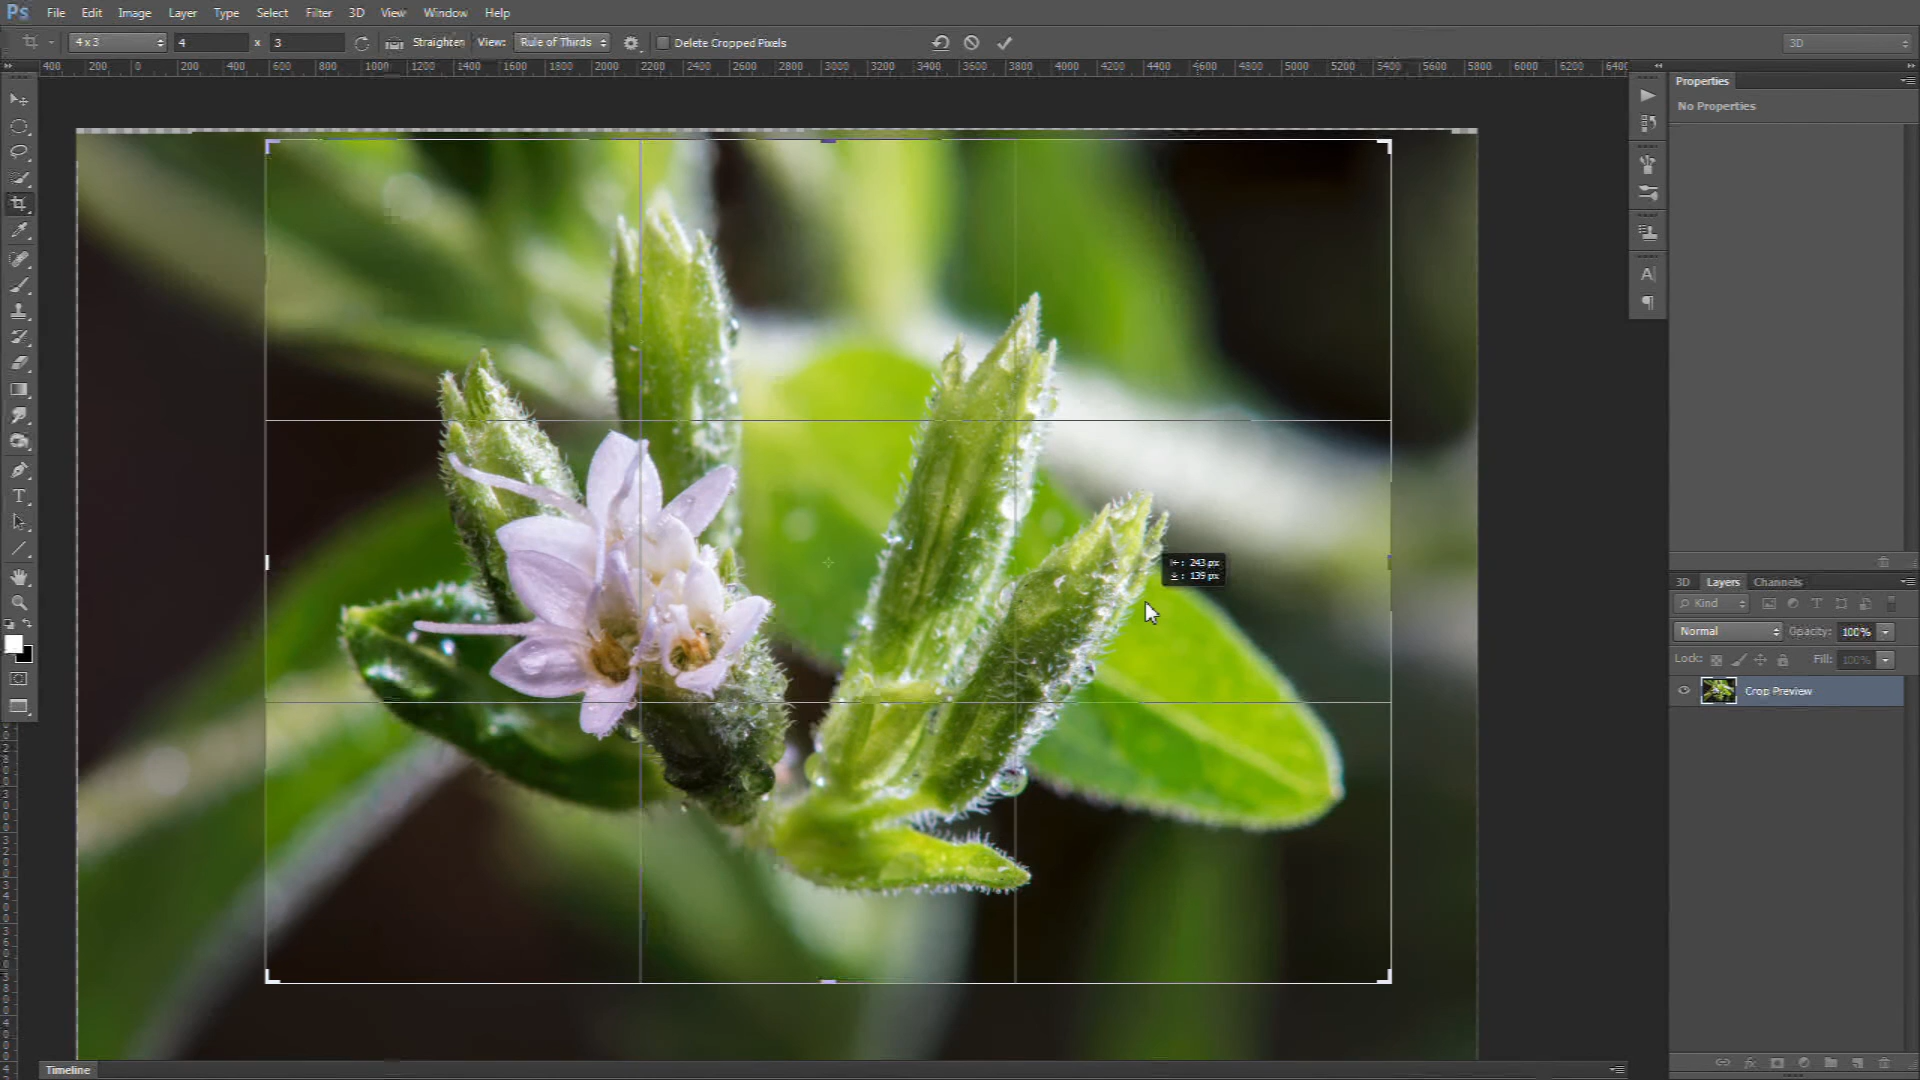 Ps File Edit Image Layer Type Select Filter 3D View Window Help
4 x 3 4 x 3 Straighten View: Rule of Thirds Delete Cropped Pixels 3D
400 200 0 200 400 600 800 1000 1200 1400 1600 1800 2000 2200 2400 2600 2800 3000 3200 3400 3600 3800 4000 4200 4400 4600 4800 5000 5200 5400 5600 5800 6000 6200 6400
Properties
No Properties
243 px
139 px
3D Layers Channels
Kind
Normal Opacity: 100%
Lock: Fill: 100%
Crop Preview
Timeline